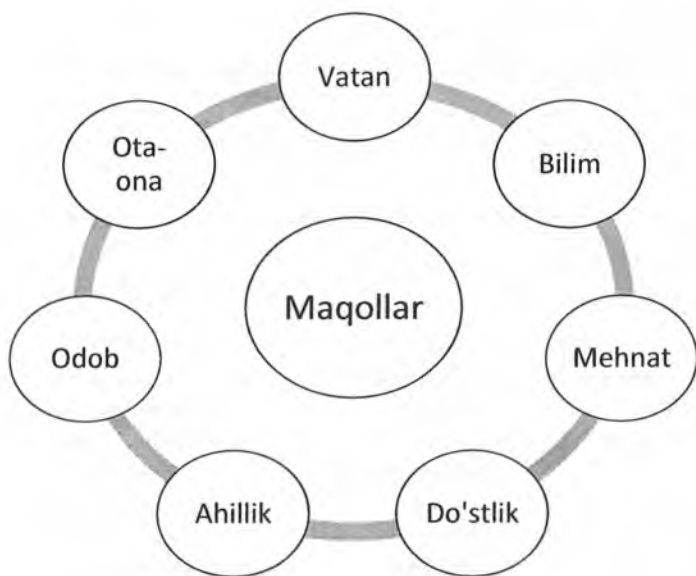 Vatan
Ota-
ona
Bilim
Maqollar
Odob
Mehnat
Ahillik
Do'stlik